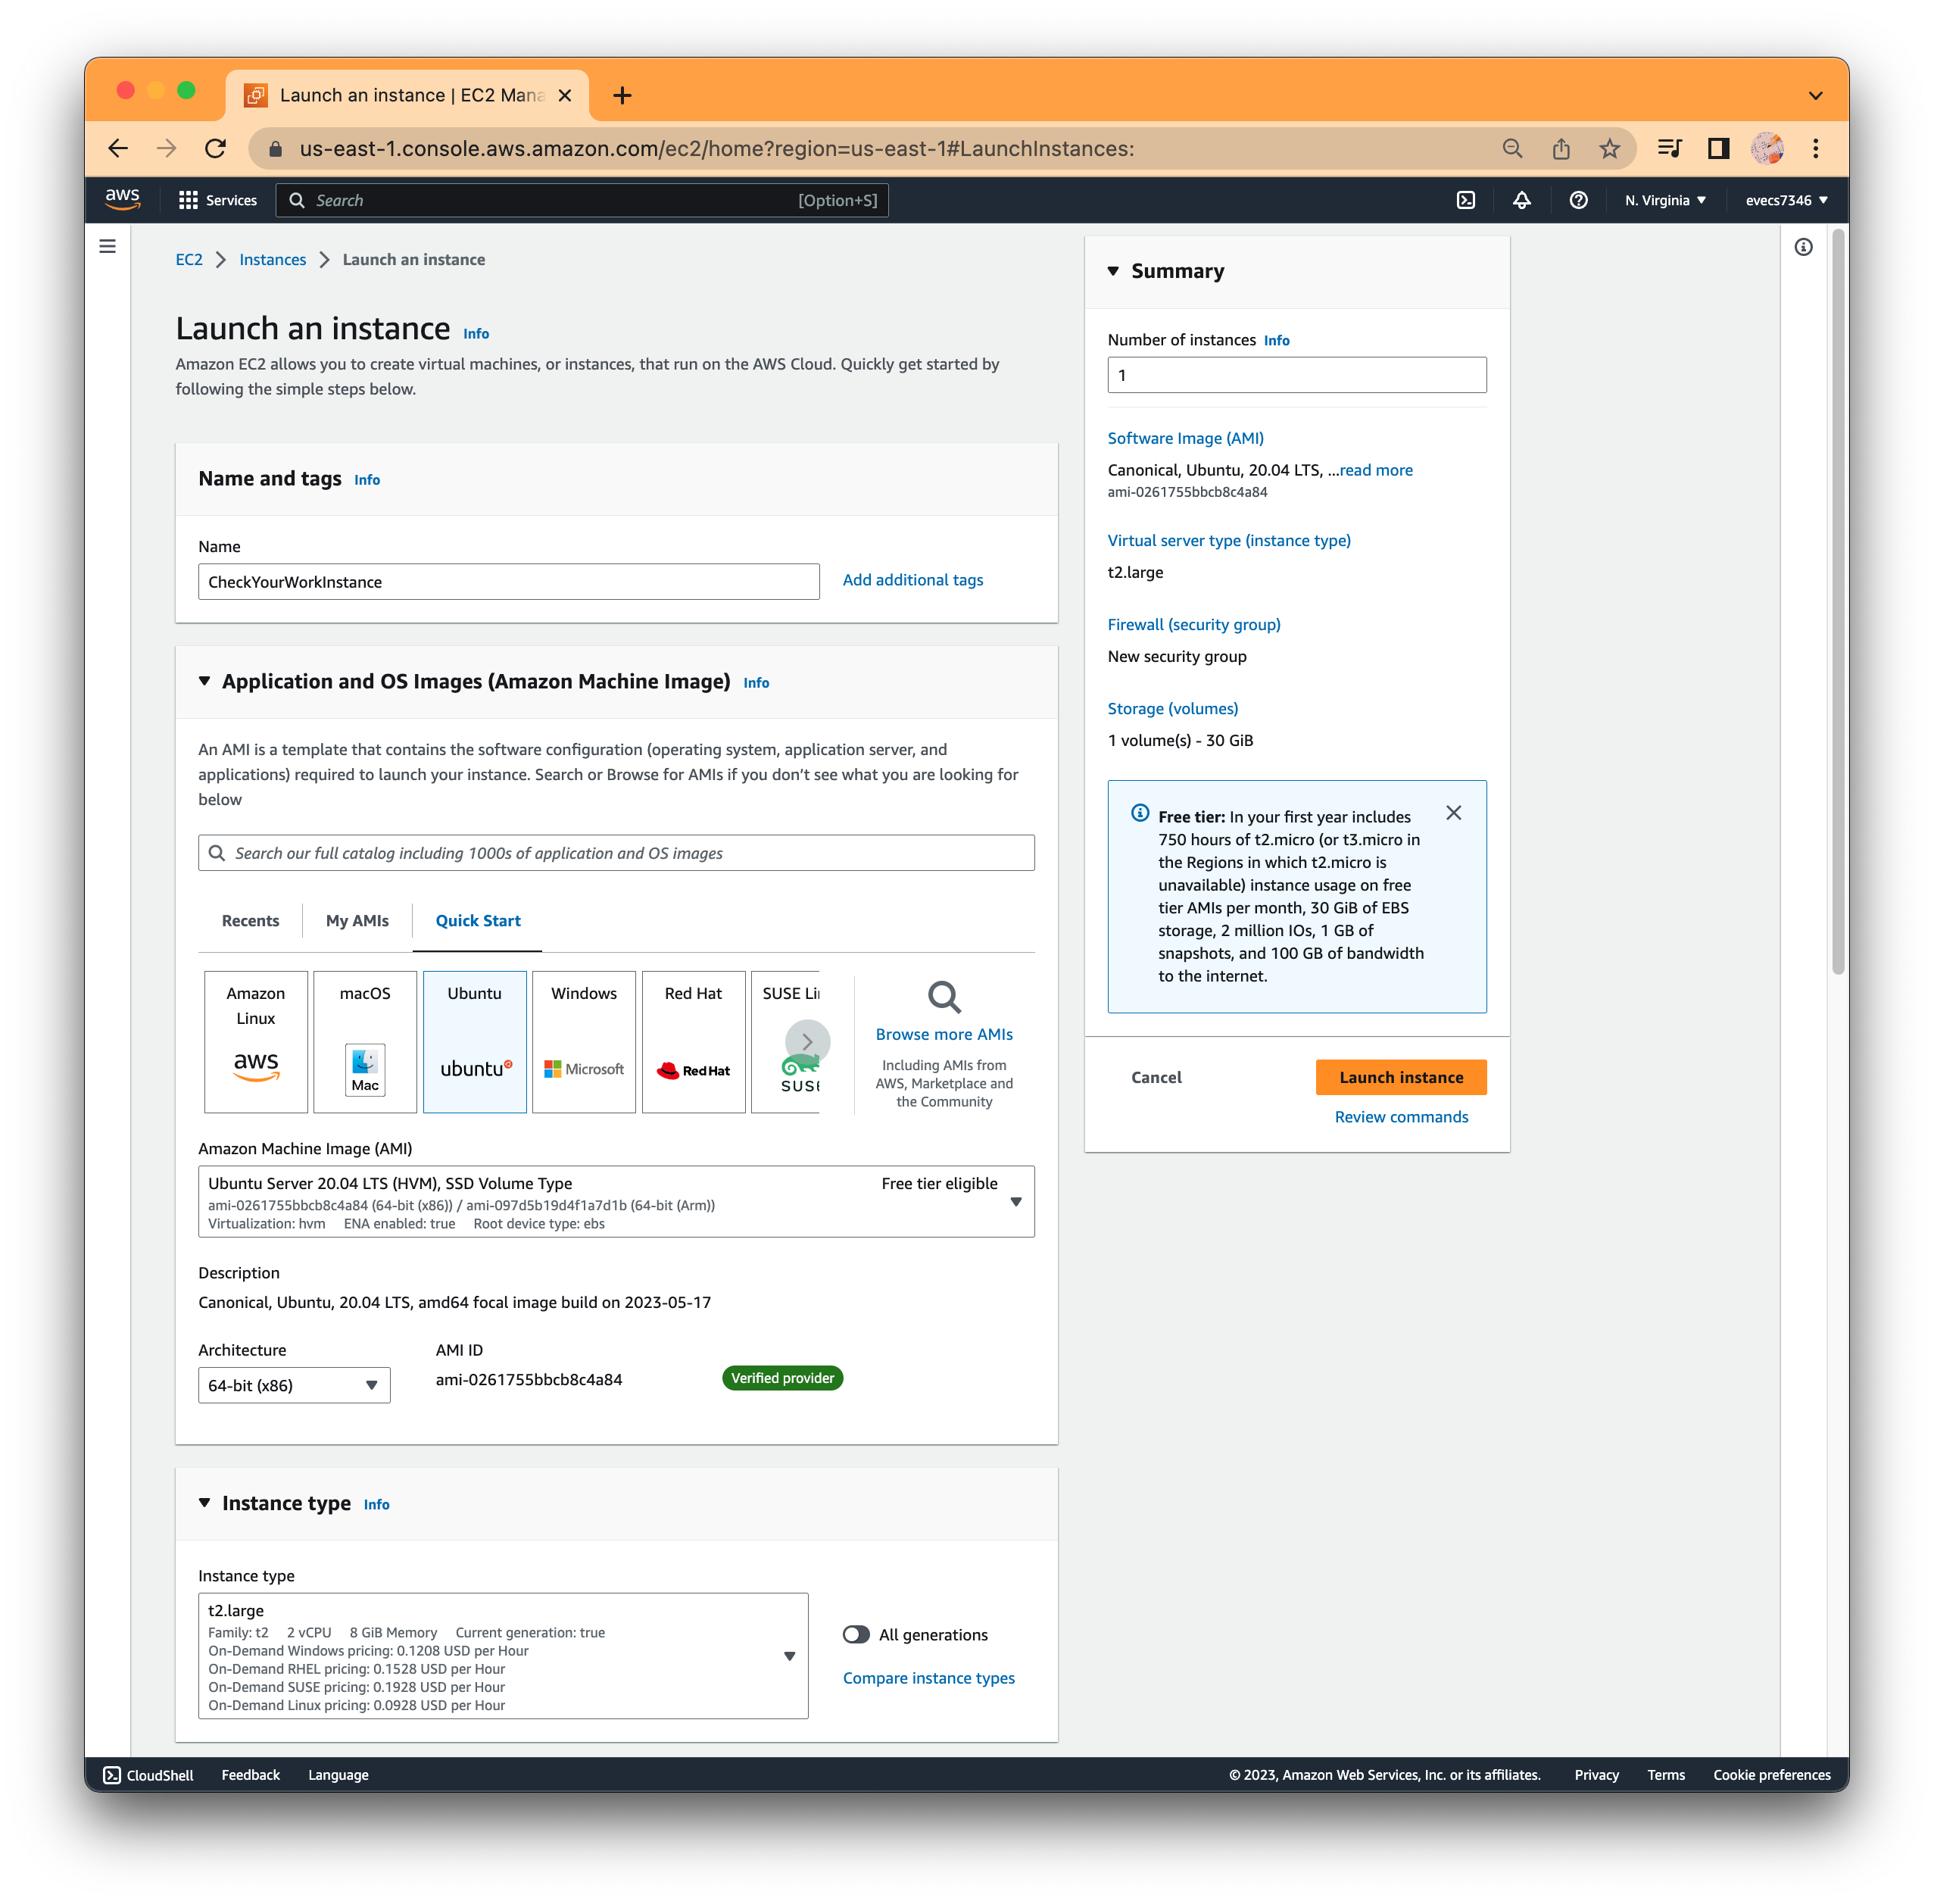 Launch an instance | EC2 Mana
us-east-1.console.aws.amazon.com/ec2/home?region=us-east-1#LaunchInstances:
aws Services Search [Option+S] N. Virginia evecs7346
EC2 Instances Launch an instance
Launch an instance Info
Amazon EC2 allows you to create virtual machines, or instances, that run on the AWS Cloud. Quickly get started by
following the simple steps below.
Name and tags Info
Name
CheckYourWorkInstance
Add additional tags
Application and OS Images (Amazon Machine Image) Info
An AMI is a template that contains the software configuration (operating system, application server, and
applications) required to launch your instance. Search or Browse for AMIs if you don’t see what you are looking for
below
Search our full catalog including 1000s of application and OS images
Recents My AMIs Quick Start
Amazon
Linux
aws
macOS
Mac
Ubuntu
ubuntu
Windows
Microsoft
Red Hat
Red Hat
SUSE Li
SUSE
Browse more AMIs
Including AMIs from
AWS, Marketplace and
the Community
Amazon Machine Image (AMI)
Ubuntu Server 20.04 LTS (HVM), SSD Volume Type Free tier eligible
ami-0261755bbcb8c4a84 (64-bit (x86)) / ami-097d5b19d4f1a7d1b (64-bit (Arm))
Virtualization: hvm ENA enabled: true Root device type: ebs
Description
Canonical, Ubuntu, 20.04 LTS, amd64 focal image build on 2023-05-17
Architecture AMI ID
64-bit (x86) ami-0261755bbcb8c4a84 Verified provider
Instance type Info
Instance type
t2.large
Family: t2 2 vCPU 8 GiB Memory Current generation: true
On-Demand Windows pricing: 0.1208 USD per Hour
On-Demand RHEL pricing: 0.1528 USD per Hour
On-Demand SUSE pricing: 0.1928 USD per Hour
On-Demand Linux pricing: 0.0928 USD per Hour
All generations
Compare instance types
Summary
Number of instances Info
1
Software Image (AMI)
Canonical, Ubuntu, 20.04 LTS, ...read more
ami-0261755bbcb8c4a84
Virtual server type (instance type)
t2.large
Firewall (security group)
New security group
Storage (volumes)
1 volume(s) - 30 GiB
Free tier: In your first year includes
750 hours of t2.micro (or t3.micro in
the Regions in which t2.micro is
unavailable) instance usage on free
tier AMIs per month, 30 GiB of EBS
storage, 2 million IOs, 1 GB of
snapshots, and 100 GB of bandwidth
to the internet.
Cancel Launch instance
Review commands
CloudShell Feedback Language © 2023, Amazon Web Services, Inc. or its affiliates. Privacy Terms Cookie preferences